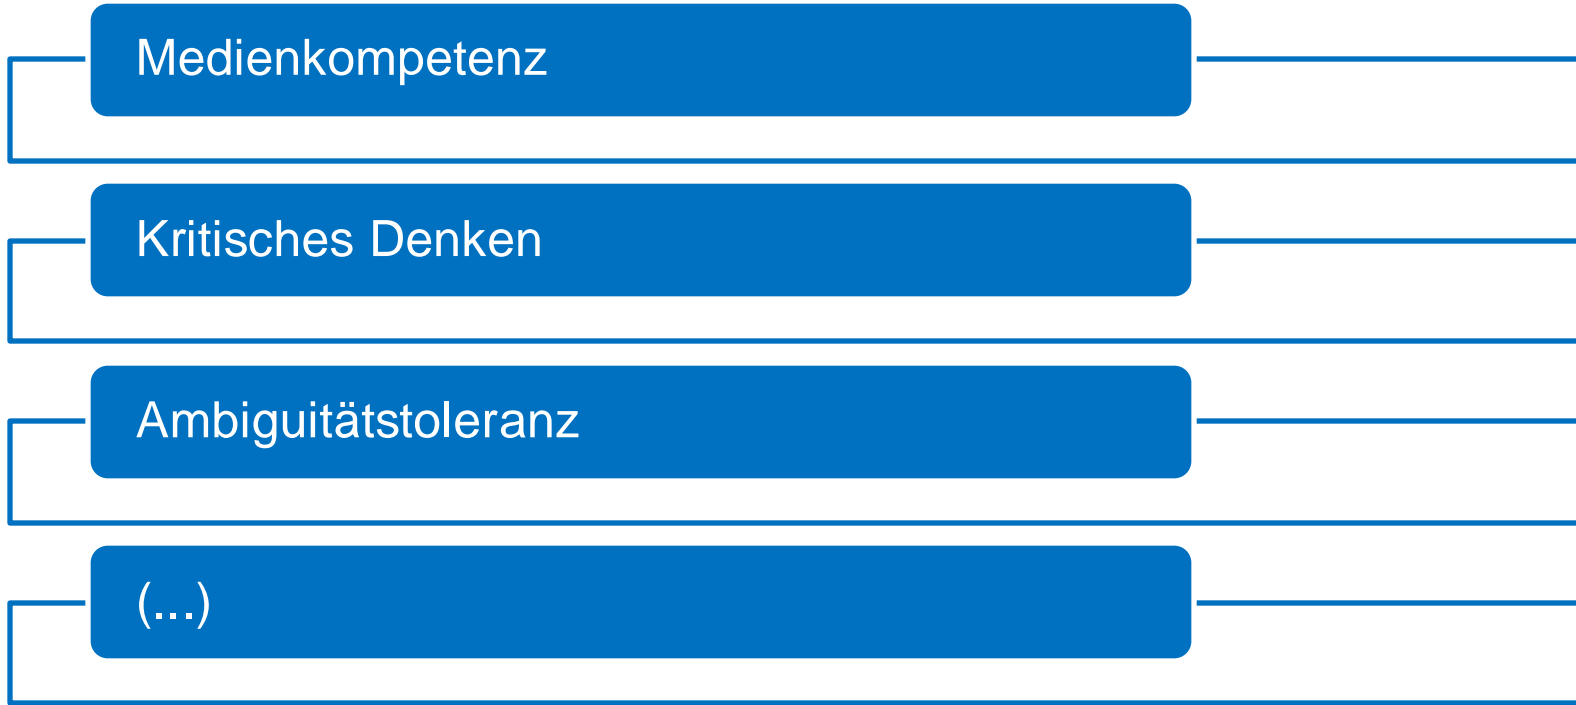 Medienkompetenz
Kritisches Denken
Ambiguitätstoleranz
(...)